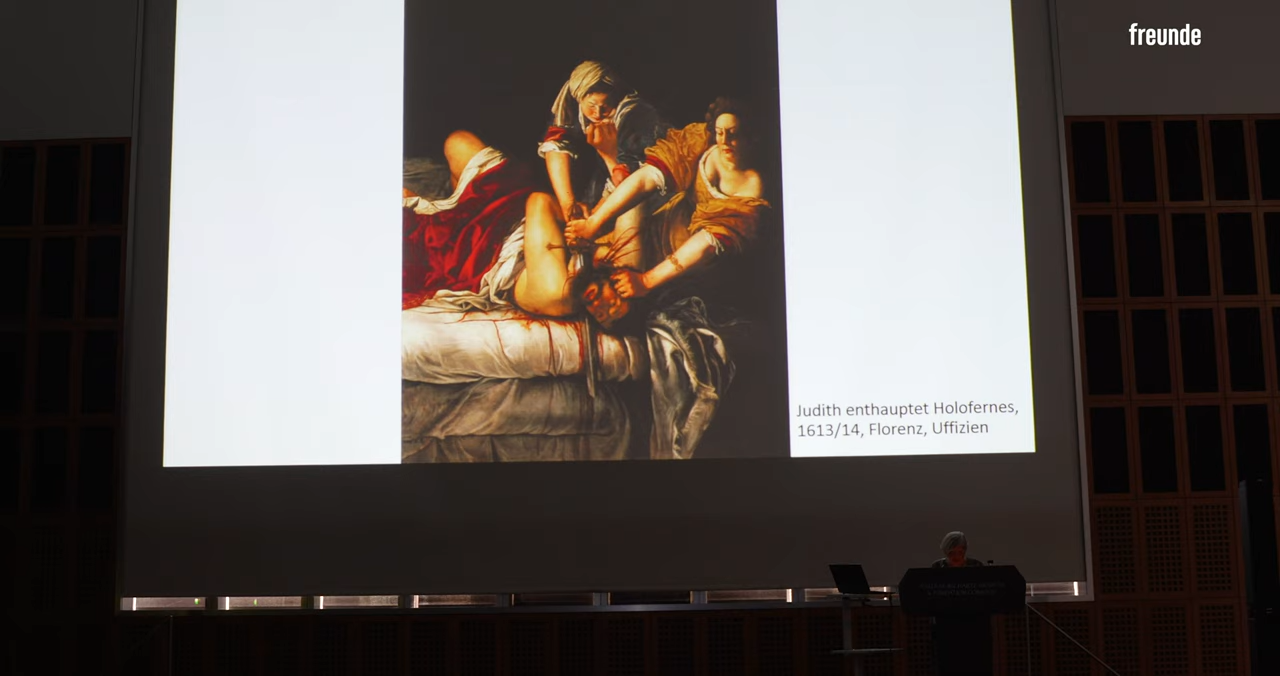 freunde
Judith enthauptet Holofernes,
1613/14, Florenz, Uffizien